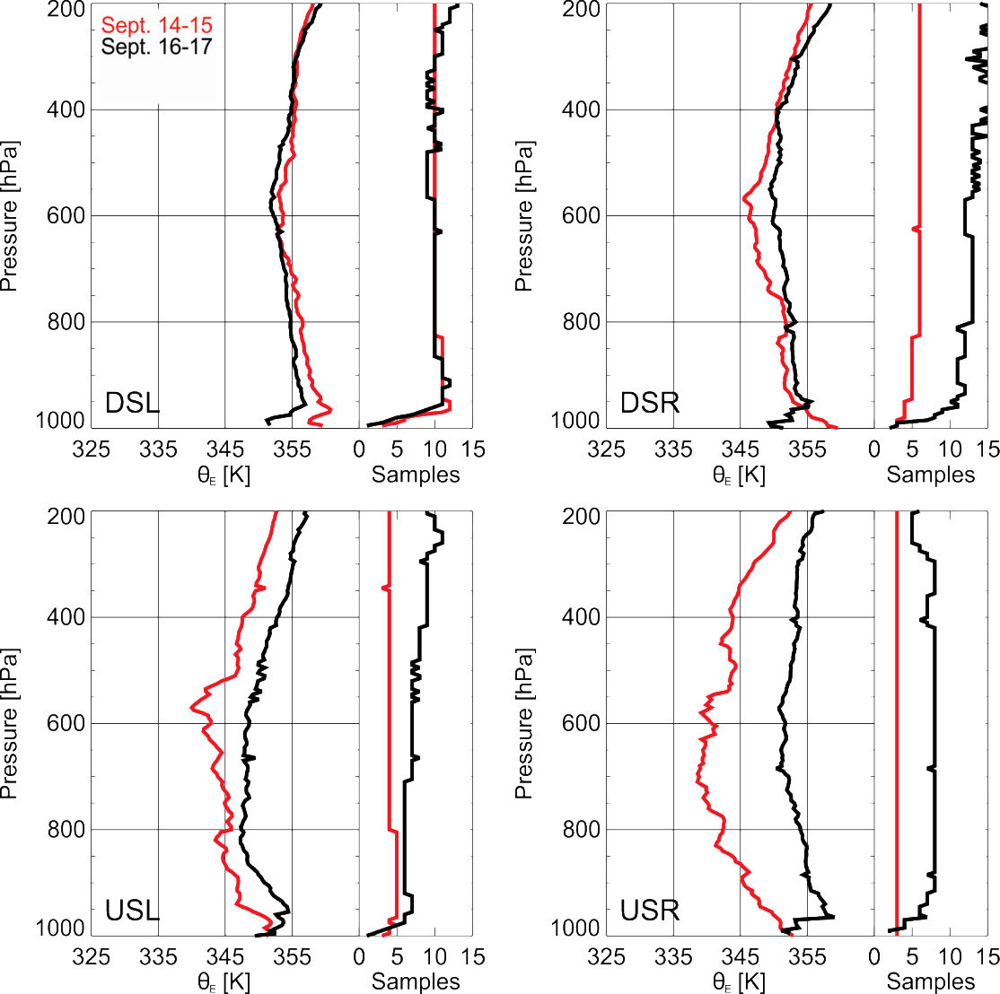 Sept. 14-15
Sept. 16-17
200
400
600
800
1000
Pressure [hPa]
DSL
325 335 345 355 0 5 10 15
θE [K] Samples
200
400
600
800
1000
Pressure [hPa]
DSR
325 335 345 355 0 5 10 15
θE [K] Samples
200
400
600
800
1000
Pressure [hPa]
USL
325 335 345 355 0 5 10 15
θE [K] Samples
200
400
600
800
1000
Pressure [hPa]
USR
325 335 345 355 0 5 10 15
θE [K] Samples